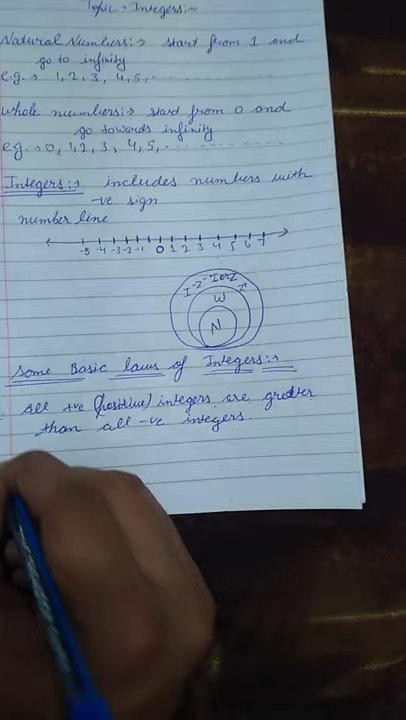 Topic - Integers:-
Natural Numbers:→ start from 1 and
go to infinity
e.g. → 1, 2, 3, 4, 5, - - - - - - - -
Whole numbers:→ start from 0 and
go towards infinity
eg. → 0, 1, 2, 3, 4, 5, - - - - - - - - - -
Integers:→ includes numbers with
-ve sign
number line
-5 -4 -3 -2 -1 0 1 2 3 4 5 6 7
I or Z
W
N
Some Basic laws of Integers:→
All +ve (positive) integers are greater
than all -ve integers.